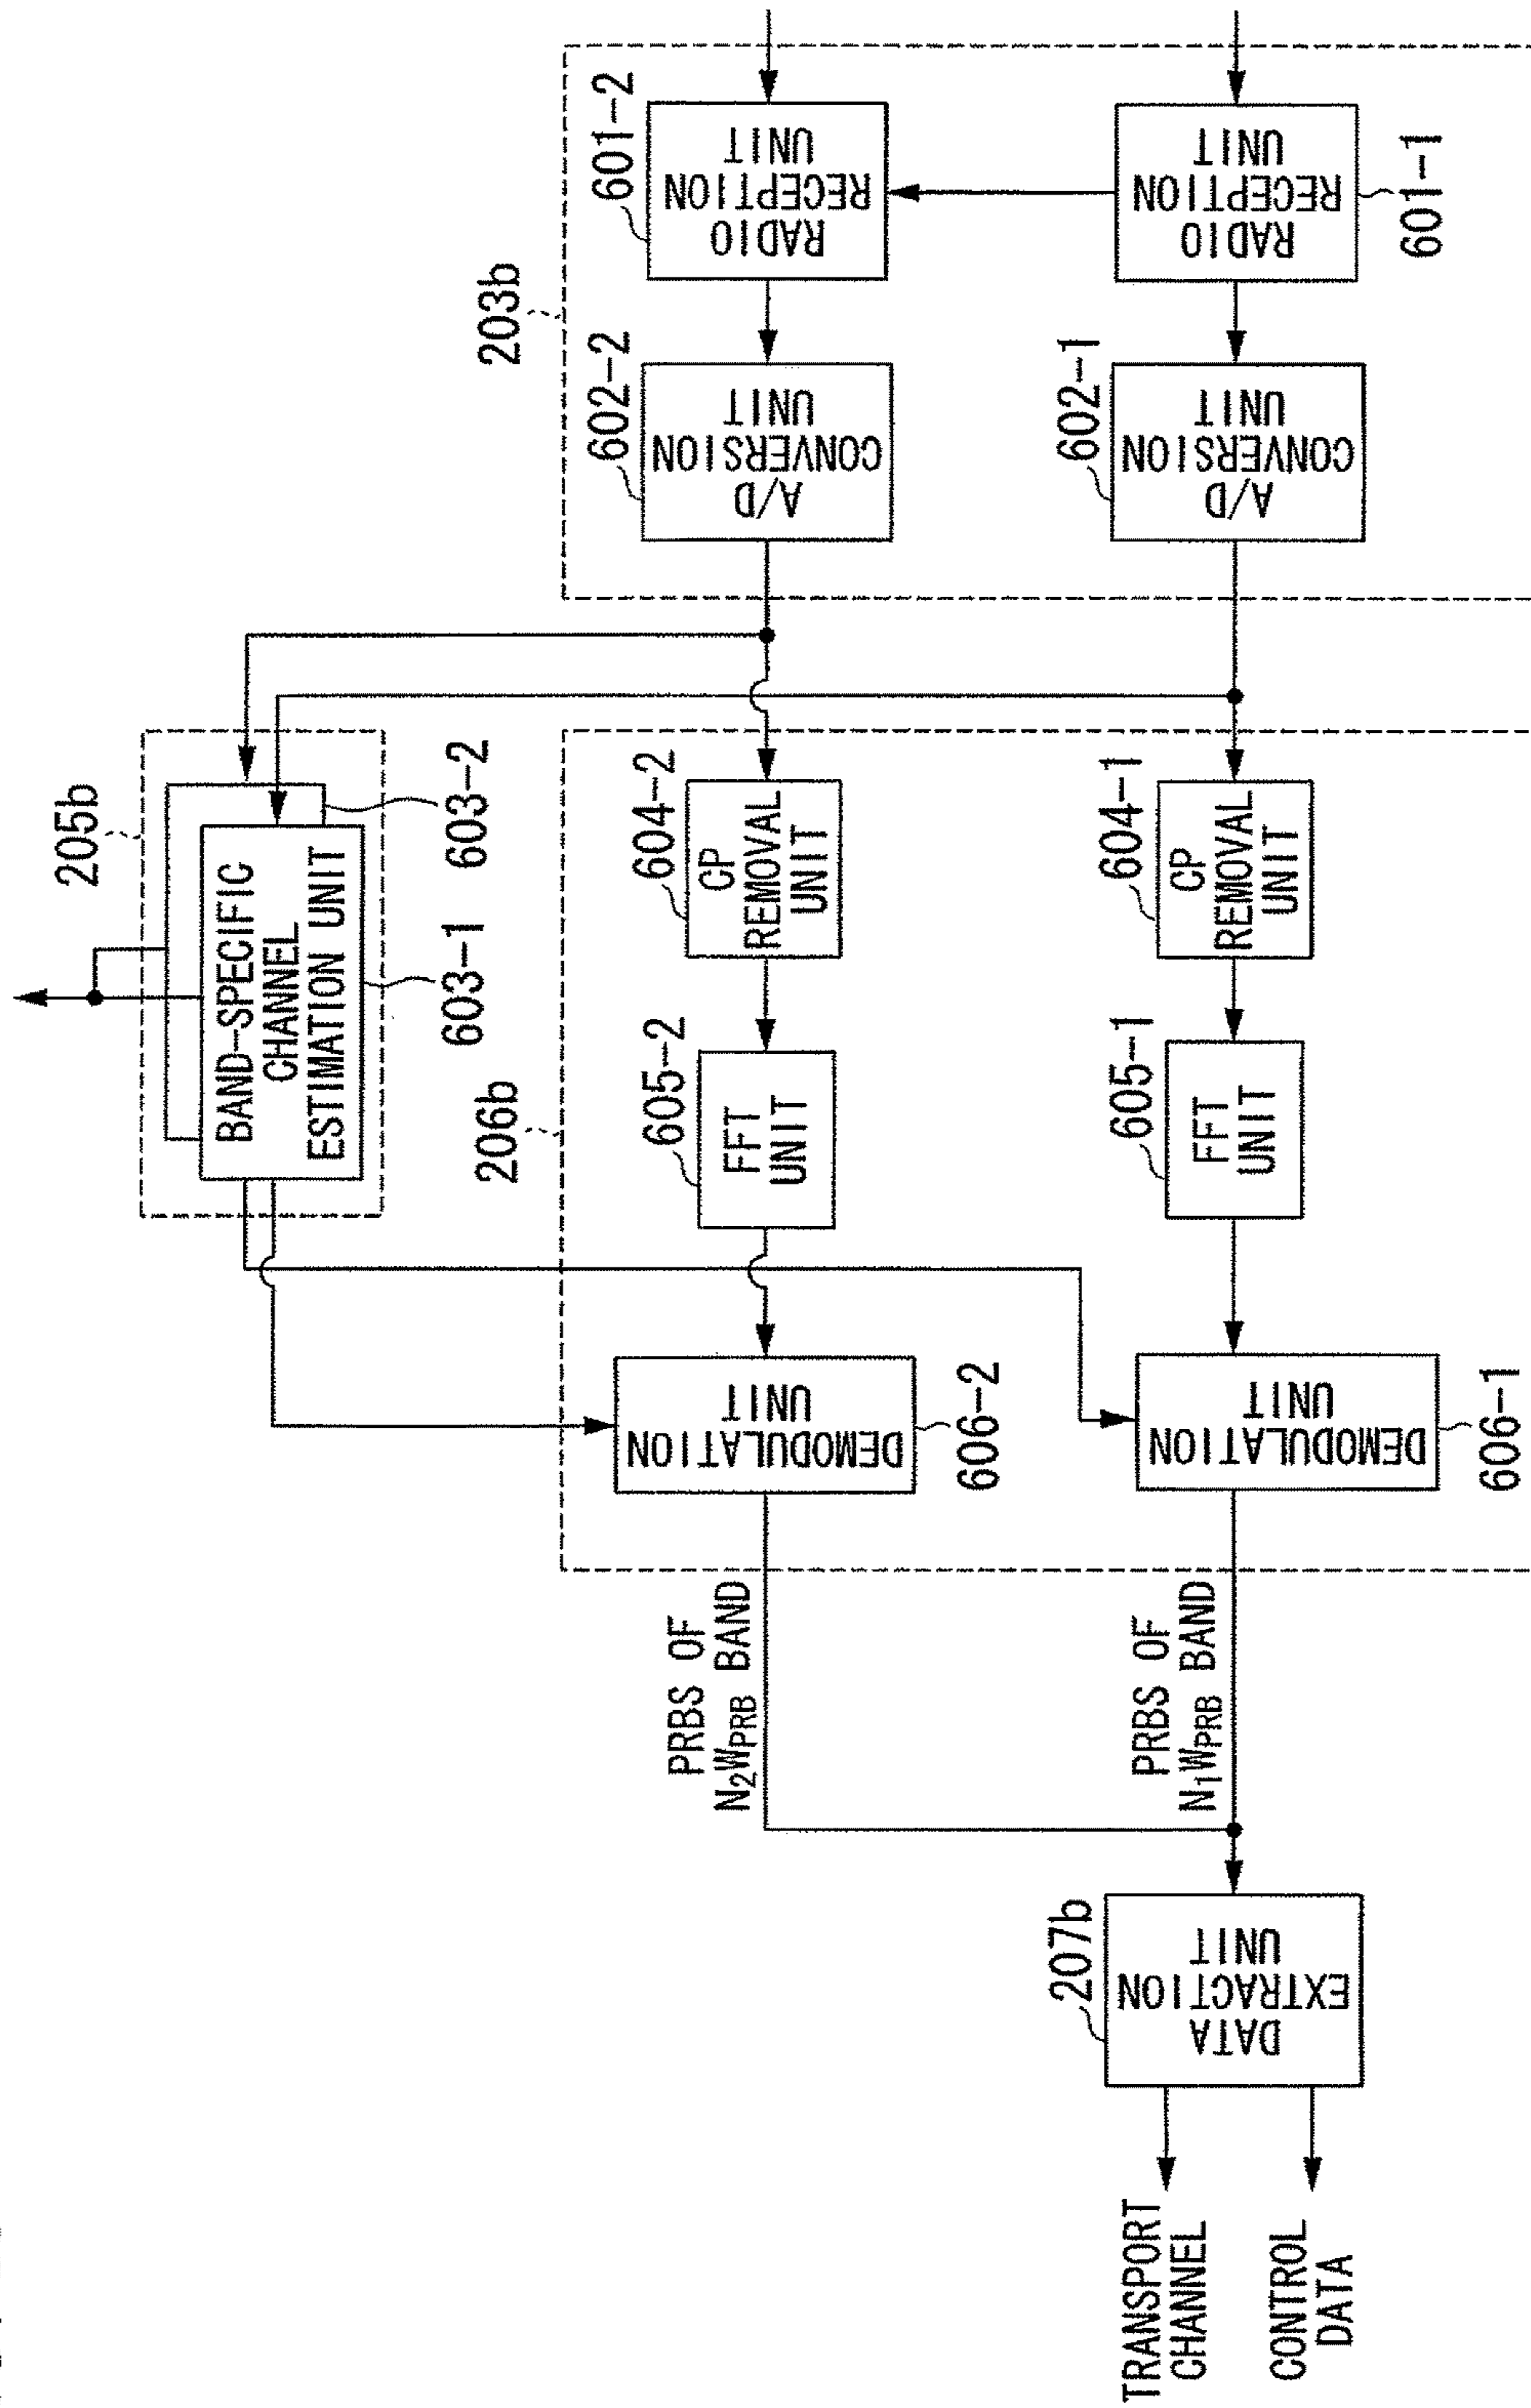 205b
BAND-SPECIFIC
CHANNEL
ESTIMATION UNIT
603-1
603-2
203b
206b
601-2
RADIO
RECEPTION
UNIT
602-2
A/D
CONVERSION
UNIT
604-2
CP
REMOVAL
UNIT
605-2
FFT
UNIT
DEMODULATION
UNIT
606-2
PRBS OF
N2WPRB BAND
RADIO
RECEPTION
UNIT
601-1
602-1
A/D
CONVERSION
UNIT
604-1
CP
REMOVAL
UNIT
605-1
FFT
UNIT
DEMODULATION
UNIT
606-1
PRBS OF
N1WPRB BAND
207b
DATA
EXTRACTION
UNIT
TRANSPORT
CHANNEL
CONTROL
DATA